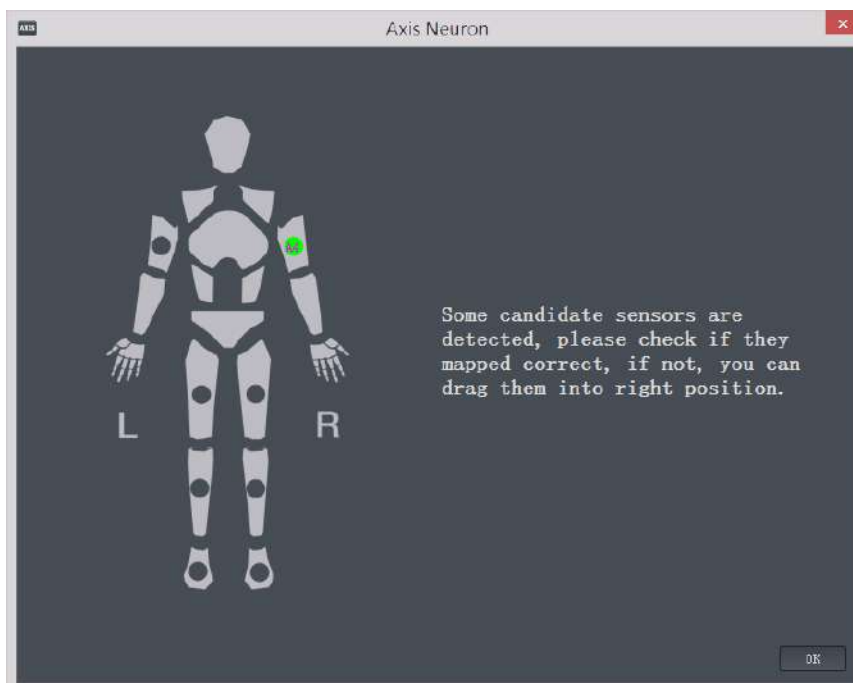 AXIS
Axis Neuron
M
L
R
Some candidate sensors are
detected, please check if they
mapped correct, if not, you can
drag them into right position.
OK